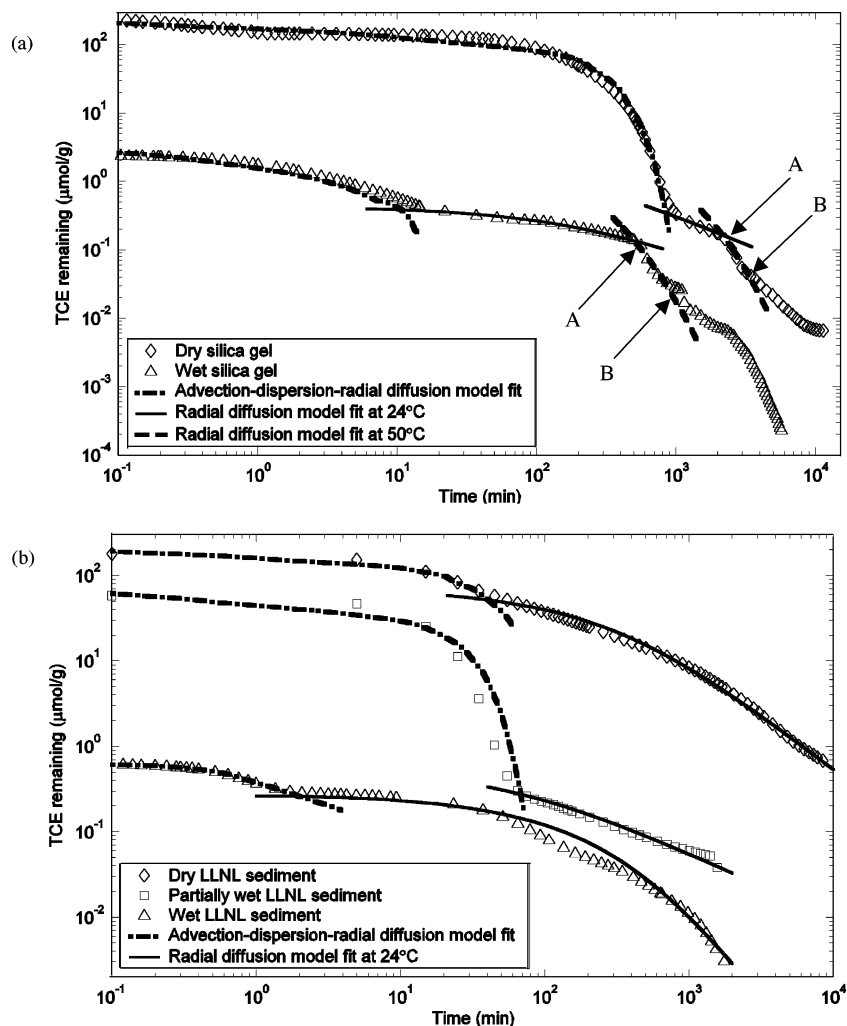 (a)
10²
10¹
10⁰
10⁻¹
10⁻²
10⁻³
10⁻⁴
TCE remaining (μmol/g)
A
B
A
B
Dry silica gel
Wet silica gel
Advection-dispersion-radial diffusion model fit
Radial diffusion model fit at 24°C
Radial diffusion model fit at 50°C
10⁻¹ 10⁰ 10¹ 10² 10³ 10⁴
Time (min)
(b)
10²
10¹
10⁰
10⁻¹
10⁻²
TCE remaining (μmol/g)
Dry LLNL sediment
Partially wet LLNL sediment
Wet LLNL sediment
Advection-dispersion-radial diffusion model fit
Radial diffusion model fit at 24°C
10⁻¹ 10⁰ 10¹ 10² 10³ 10⁴
Time (min)